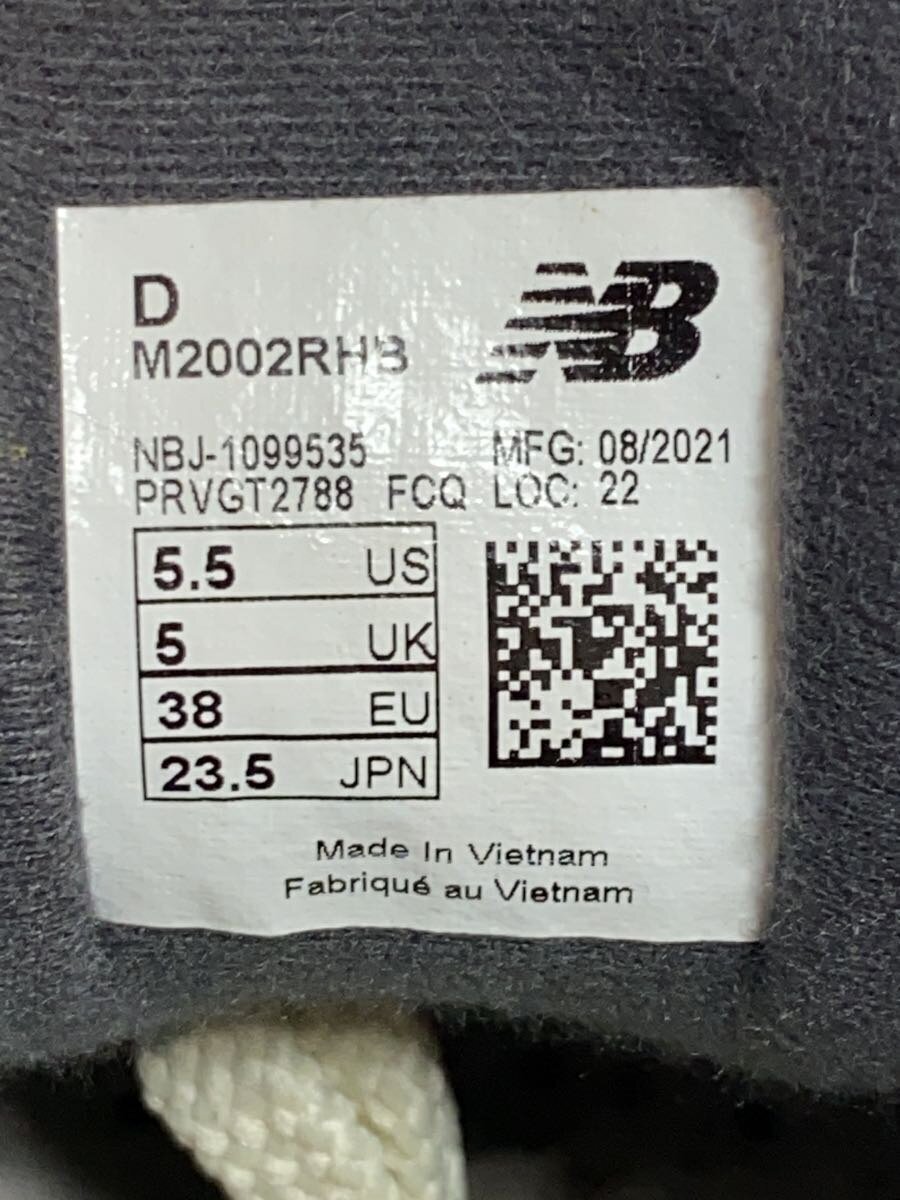 D
NB
M2002RHB
NBJ-1099535 MFG: 08/2021
PRVGT2788 FCQ LOC: 22
5.5 US
5 UK
38 EU
23.5 JPN
Made In Vietnam
Fabriqué au Vietnam